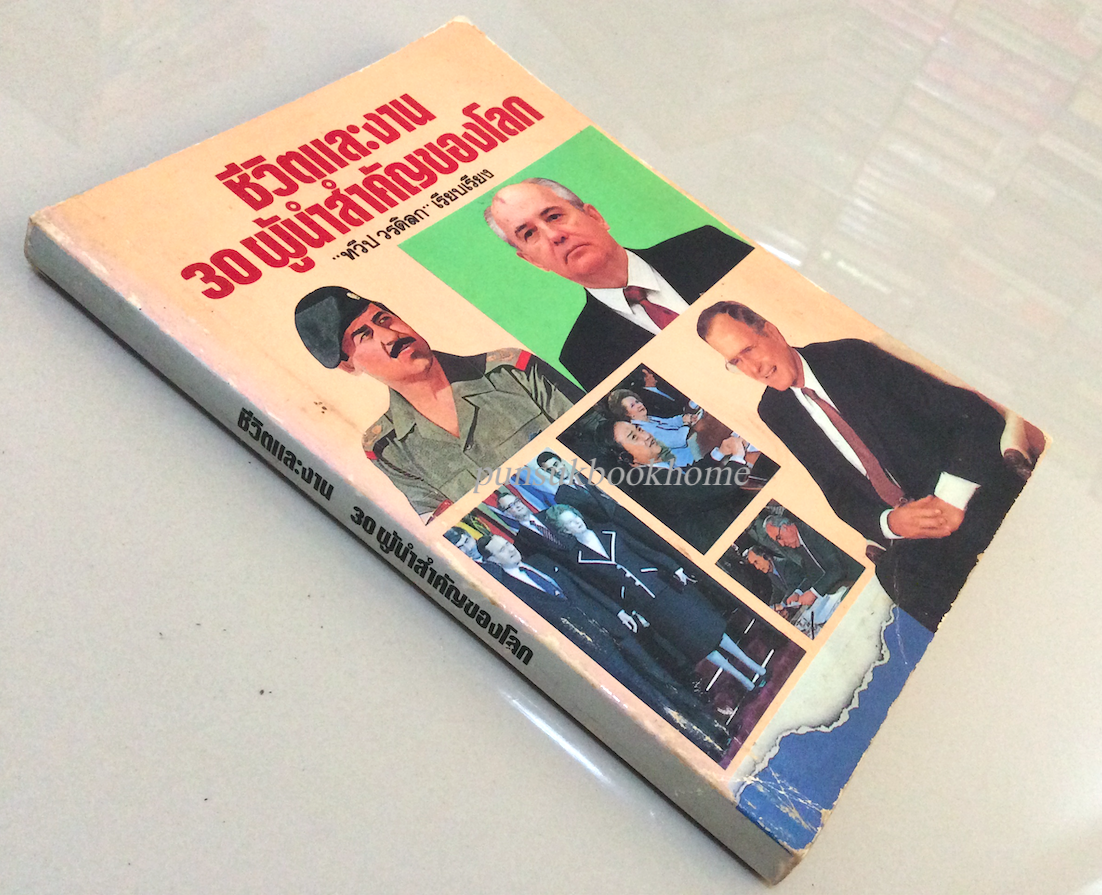 ชีวิตและงาน
30 ผู้นำสำคัญของโลก
"ทวีป วรดิลก" เรียบเรียง
ชีวิตและงาน 30 ผู้นำสำคัญของโลก
punsukbookhome